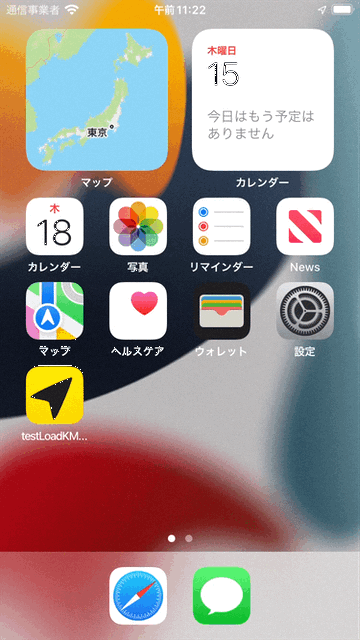 通信事業者 午前11:22
木曜日
15
今日はもう予定は
ありません
東京
マップ カレンダー
木
18
カレンダー 写真 リマインダー News
マップ ヘルスケア ウォレット 設定
testLoadKM...